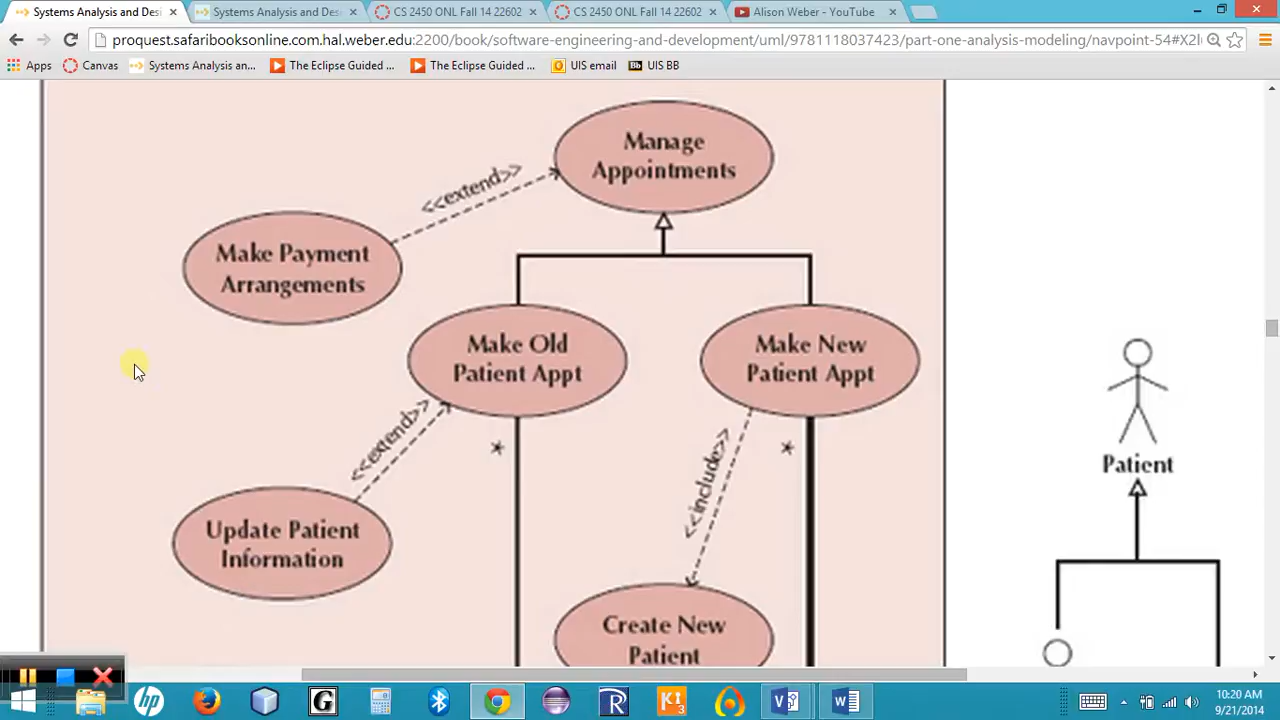 Systems Analysis and Desi
Systems Analysis and Des
CS 2450 ONL Fall 14 22602
CS 2450 ONL Fall 14 22602
Alison Weber - YouTube
proquest.safaribooksonline.com.hal.weber.edu:2200/book/software-engineering-and-development/uml/9781118037423/part-one-analysis-modeling/navpoint-54#X2l
Apps
Canvas
Systems Analysis an...
The Eclipse Guided ...
The Eclipse Guided ...
UIS email
UIS BB
Manage
Appointments
<<extend>>
Make Payment
Arrangements
Make Old
Patient Appt
Make New
Patient Appt
<<extend>>
*
<<include>>
*
Patient
Update Patient
Information
Create New
Patient
10:20 AM
9/21/2014